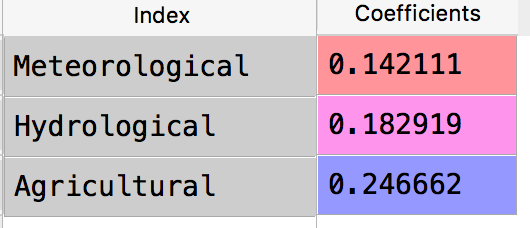 Index Coefficients
Meteorological 0.142111
Hydrological 0.182919
Agricultural 0.246662